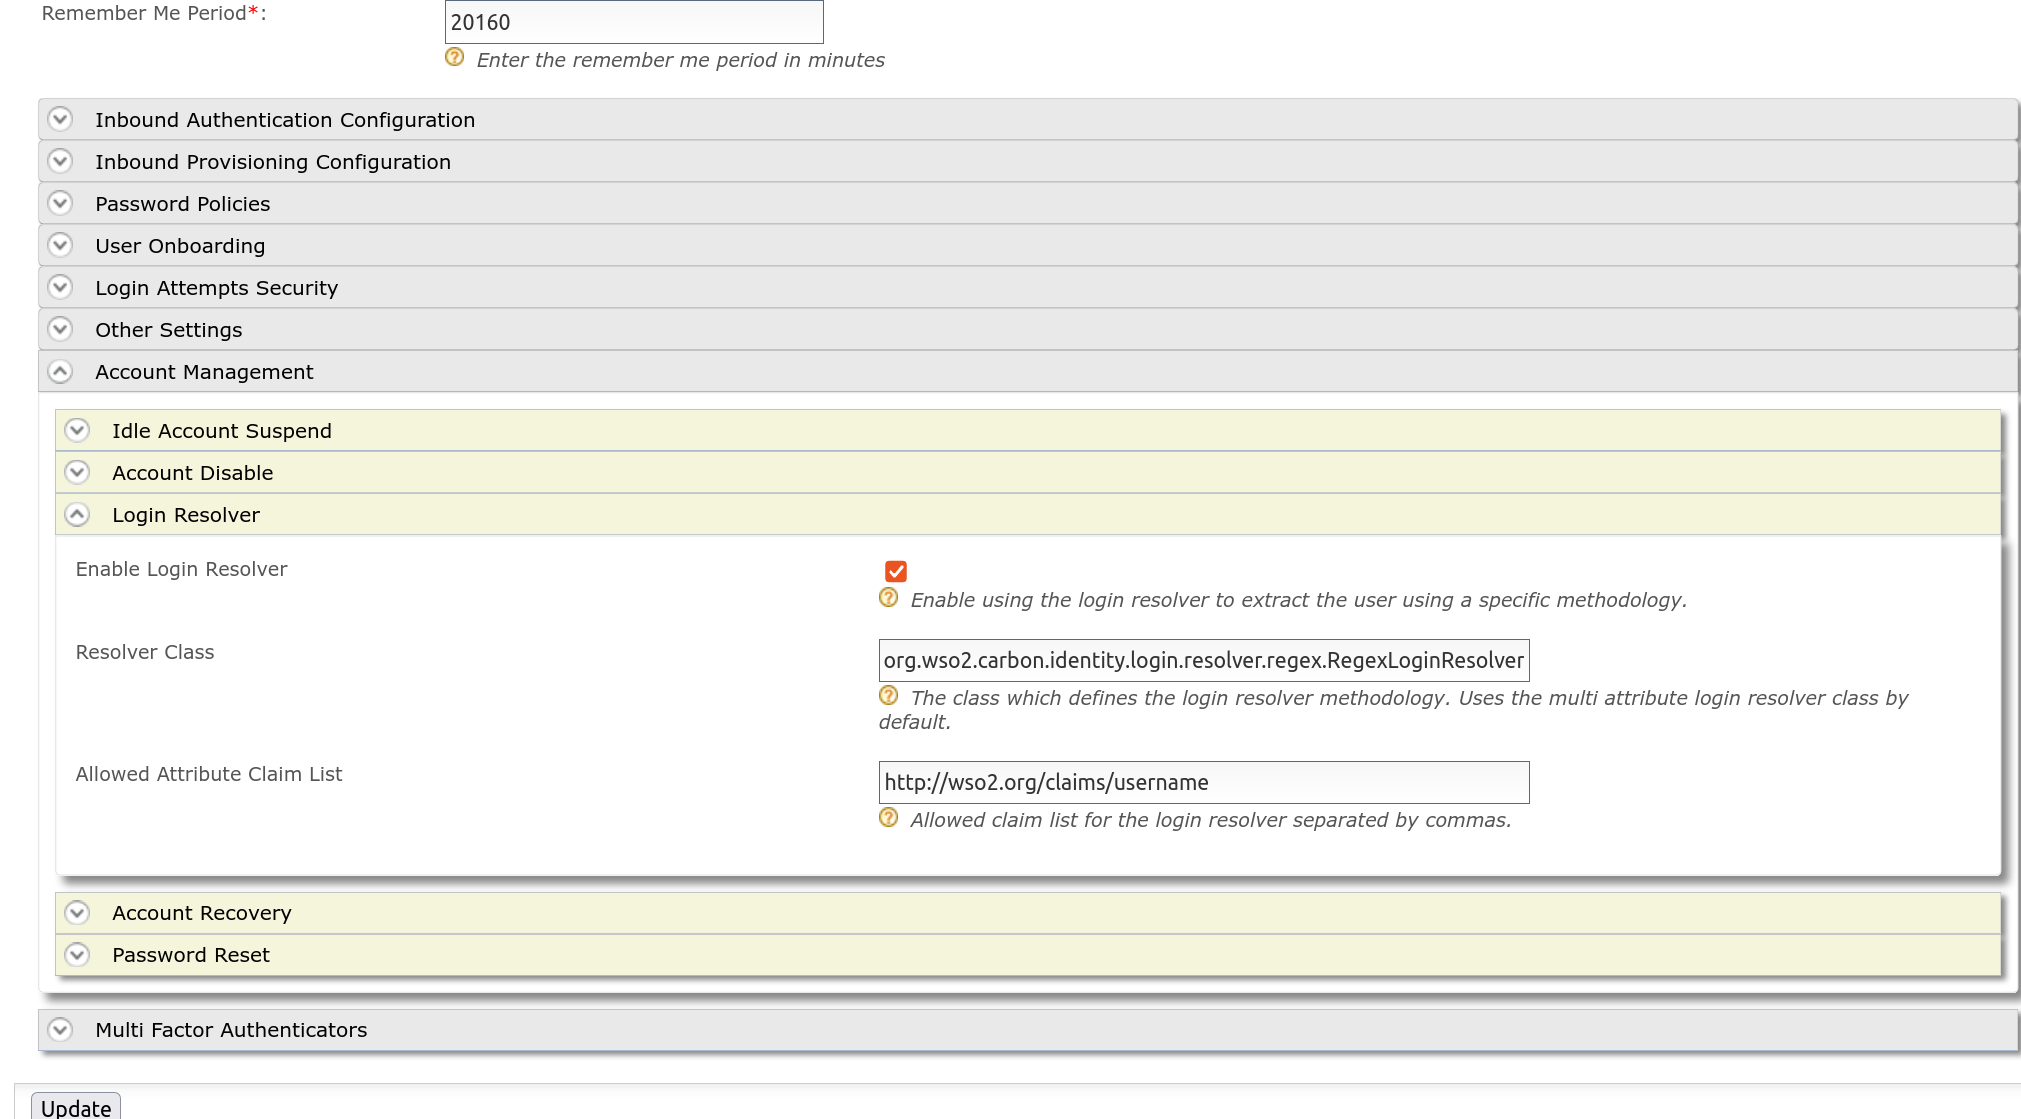 Remember Me Period*:
20160
Enter the remember me period in minutes
Inbound Authentication Configuration
Inbound Provisioning Configuration
Password Policies
User Onboarding
Login Attempts Security
Other Settings
Account Management
Idle Account Suspend
Account Disable
Login Resolver
Enable Login Resolver
Enable using the login resolver to extract the user using a specific methodology.
Resolver Class
org.wso2.carbon.identity.login.resolver.regex.RegexLoginResolver
The class which defines the login resolver methodology. Uses the multi attribute login resolver class by
default.
Allowed Attribute Claim List
http://wso2.org/claims/username
Allowed claim list for the login resolver separated by commas.
Account Recovery
Password Reset
Multi Factor Authenticators
Update